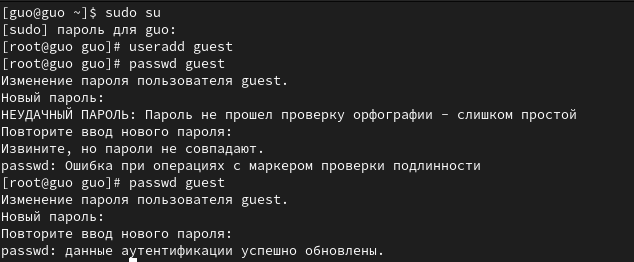 [guo@guo ~]$ sudo su
[sudo] пароль для guo:
[root@guo guo]# useradd guest
[root@guo guo]# passwd guest
Изменение пароля пользователя guest.
Новый пароль:
НЕУДАЧНЫЙ ПАРОЛЬ: Пароль не прошел проверку орфографии - слишком простой
Повторите ввод нового пароля:
Извините, но пароли не совпадают.
passwd: Ошибка при операциях с маркером проверки подлинности
[root@guo guo]# passwd guest
Изменение пароля пользователя guest.
Новый пароль:
Повторите ввод нового пароля:
passwd: данные аутентификации успешно обновлены.